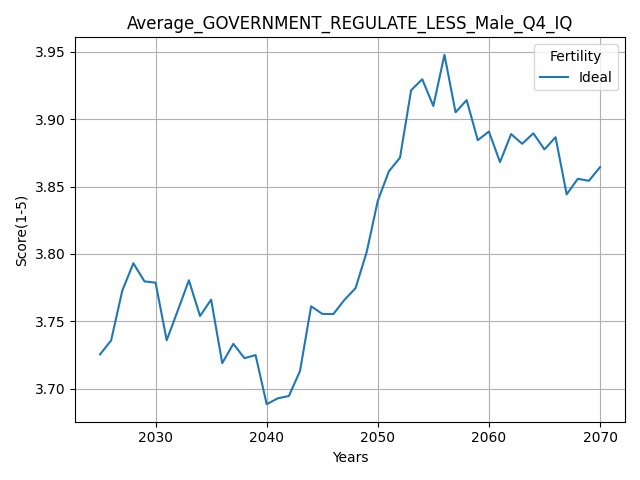 Average_GOVERNMENT_REGULATE_LESS_Male_Q4_IQ
Fertility
Ideal
Score(1-5)
3.95
3.90
3.85
3.80
3.75
3.70
2030
2040
2050
2060
2070
Years